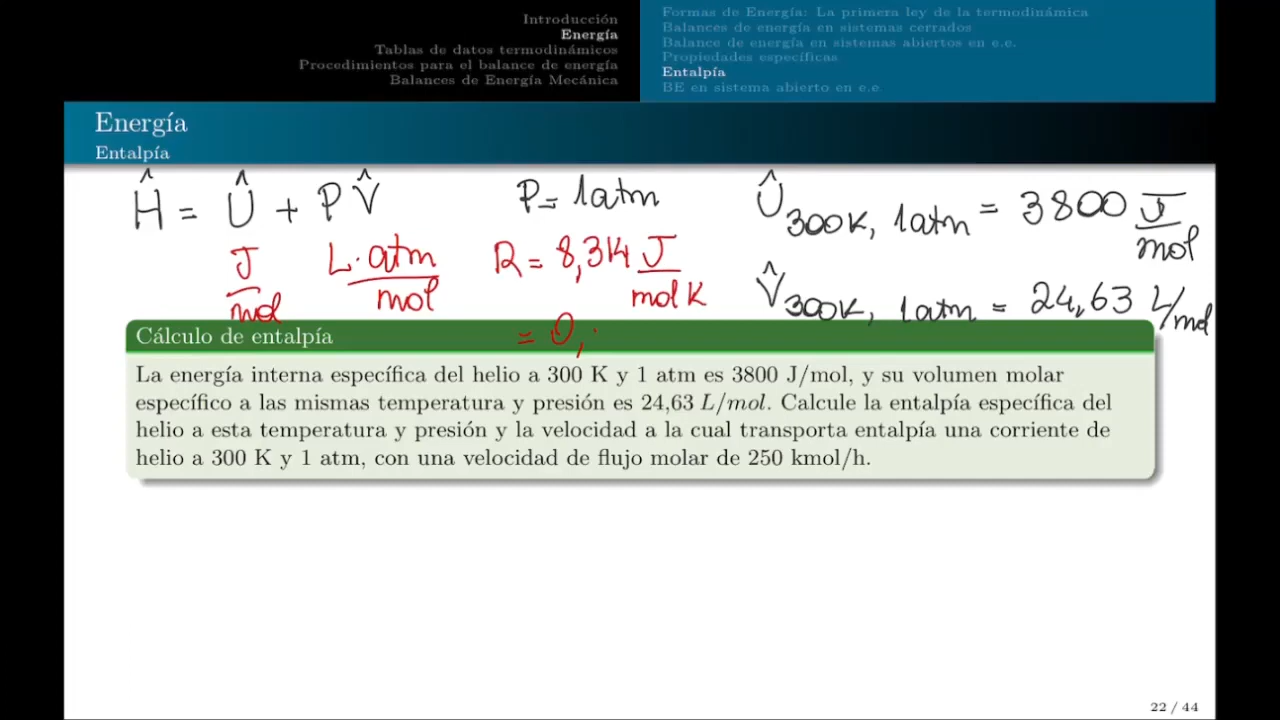 Introducción
Energía
Tablas de datos termodinámicos
Procedimientos para el balance de energía
Balances de Energía Mecánica
Formas de Energía: La primera ley de la termodinámica
Balances de energía en sistemas cerrados
Balance de energía en sistemas abiertos en e.e.
Propiedades específicas
Entalpía
BE en sistema abierto en e.e.
Energía
Entalpía
Ĥ = Û + P V̂
J/mol L·atm/mol
P = 1atm
R = 8,314 J/mol K
= 0,
Û 300K, 1atm = 3800 J/mol
V̂ 300K, 1atm = 24,63 L/mol
Cálculo de entalpía
La energía interna específica del helio a 300 K y 1 atm es 3800 J/mol, y su volumen molar
específico a las mismas temperatura y presión es 24,63 L/mol. Calcule la entalpía específica del
helio a esta temperatura y presión y la velocidad a la cual transporta entalpía una corriente de
helio a 300 K y 1 atm, con una velocidad de flujo molar de 250 kmol/h.
22 / 44